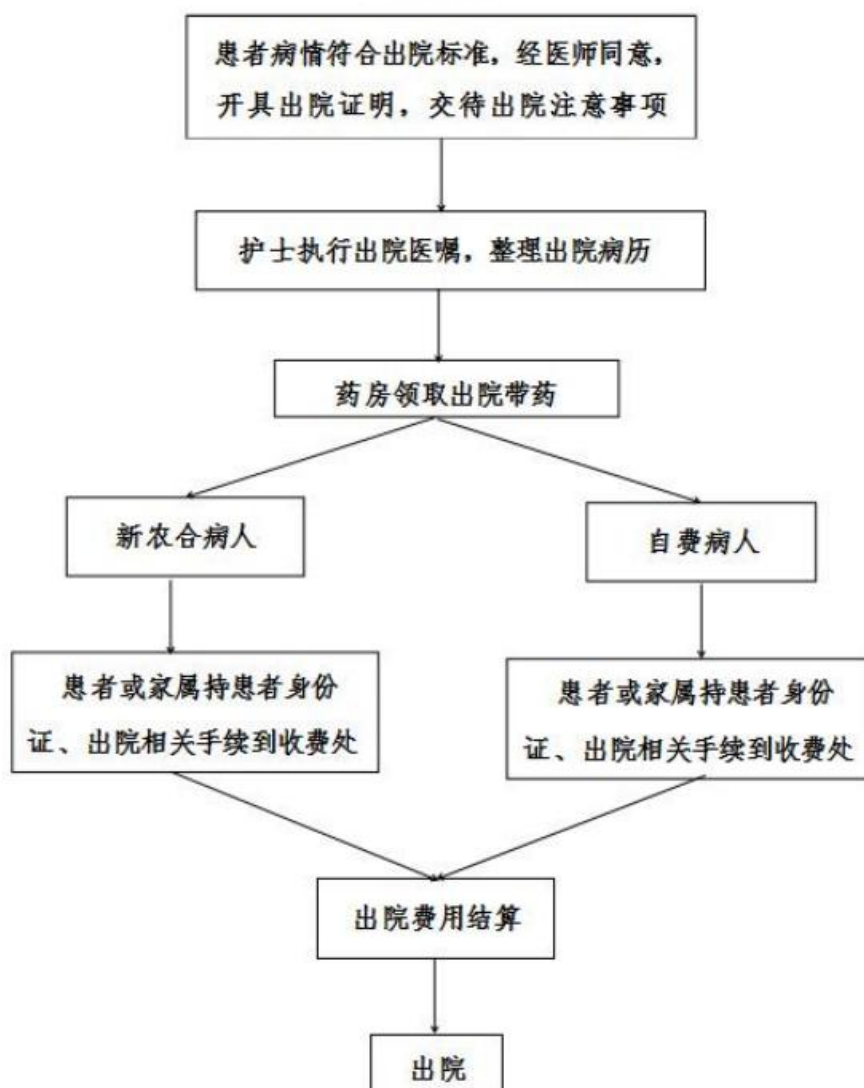 患者病情符合出院标准，经医师同意，
开具出院证明，交待出院注意事项
护士执行出院医嘱，整理出院病历
药房领取出院带药
新农合病人
自费病人
患者或家属持患者身份
证、出院相关手续到收费处
患者或家属持患者身份
证、出院相关手续到收费处
出院费用结算
出院